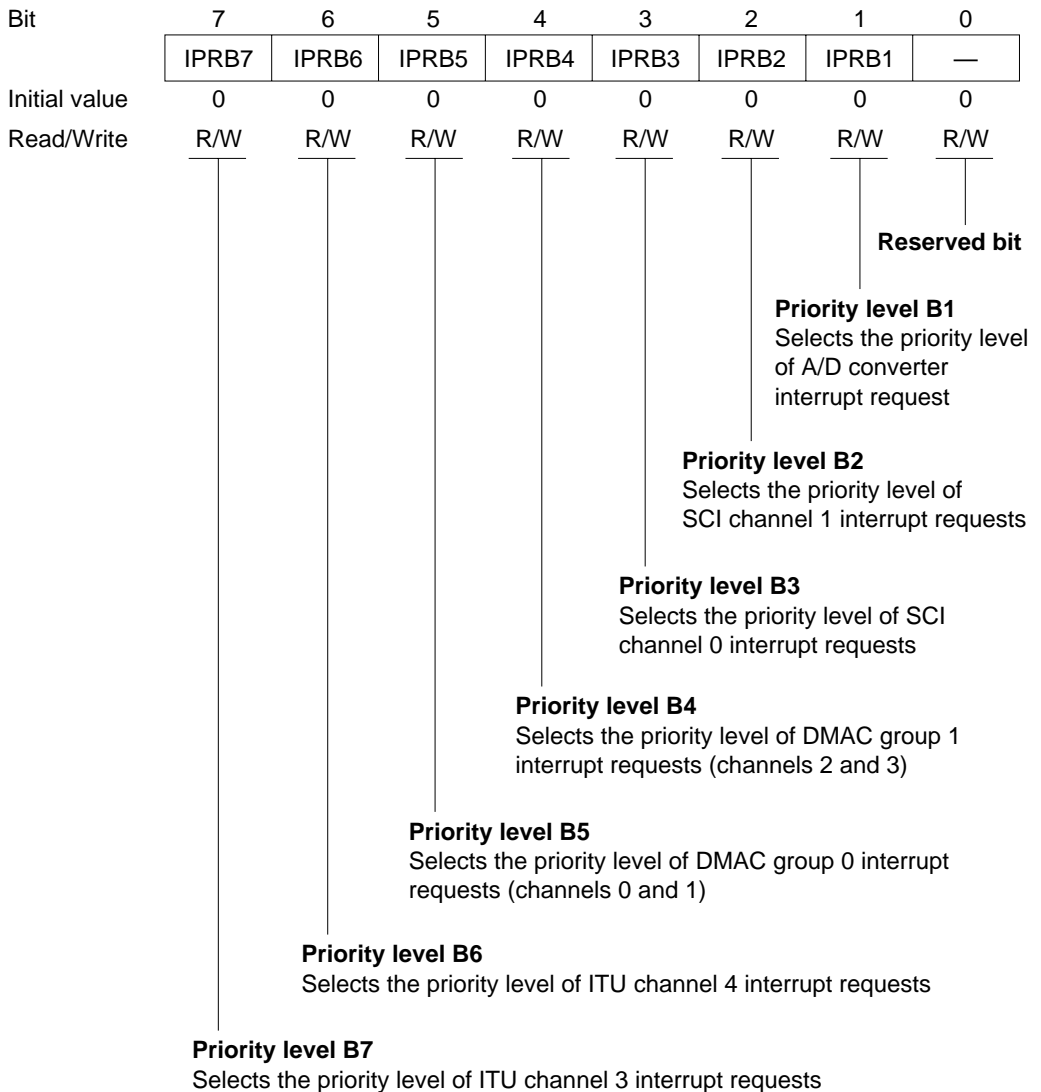 Bit 7 6 5 4 3 2 1 0
IPRB7 IPRB6 IPRB5 IPRB4 IPRB3 IPRB2 IPRB1 —
Initial value 0 0 0 0 0 0 0 0
Read/Write R/W R/W R/W R/W R/W R/W R/W R/W
Reserved bit
Priority level B1
Selects the priority level
of A/D converter
interrupt request
Priority level B2
Selects the priority level of
SCI channel 1 interrupt requests
Priority level B3
Selects the priority level of SCI
channel 0 interrupt requests
Priority level B4
Selects the priority level of DMAC group 1
interrupt requests (channels 2 and 3)
Priority level B5
Selects the priority level of DMAC group 0 interrupt
requests (channels 0 and 1)
Priority level B6
Selects the priority level of ITU channel 4 interrupt requests
Priority level B7
Selects the priority level of ITU channel 3 interrupt requests